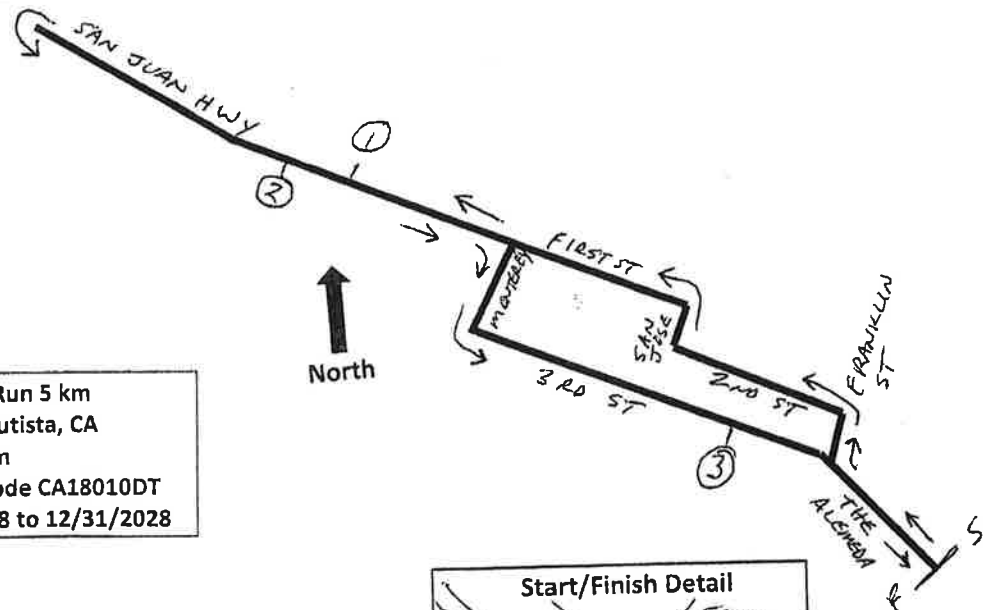 SAN JUAN HWY
1
2
FIRST ST
MONTEREY
SAN JOSE
FRANKLIN ST
2ND ST
3RD ST
3
North
THE ALEMEDA
S
Run 5 km
utista, CA
m
ode CA18010DT
8 to 12/31/2028
Start/Finish Detail